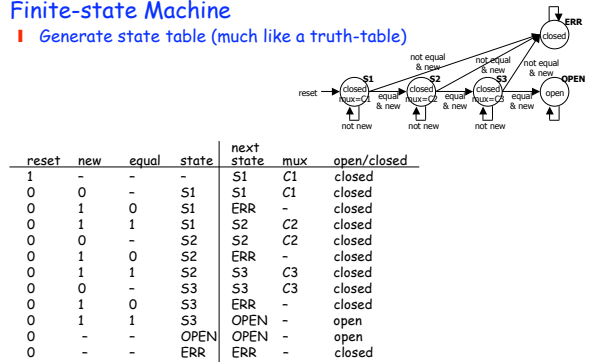 Finite-state Machine
Generate state table (much like a truth-table)
ERR
closed
not equal
& new
not equal
& new
not equal
& new
S1
S2
S3
OPEN
reset
closed
mux=C1
equal
& new
closed
mux=C2
equal
& new
closed
mux=C3
equal
& new
open
not new
not new
not new
next
reset new equal state state mux open/closed
1 – – – S1 C1 closed
0 0 – S1 S1 C1 closed
0 1 0 S1 ERR – closed
0 1 1 S1 S2 C2 closed
0 0 – S2 S2 C2 closed
0 1 0 S2 ERR – closed
0 1 1 S2 S3 C3 closed
0 0 – S3 S3 C3 closed
0 1 0 S3 ERR – closed
0 1 1 S3 OPEN – open
0 – – OPEN OPEN – open
0 – – ERR ERR – closed